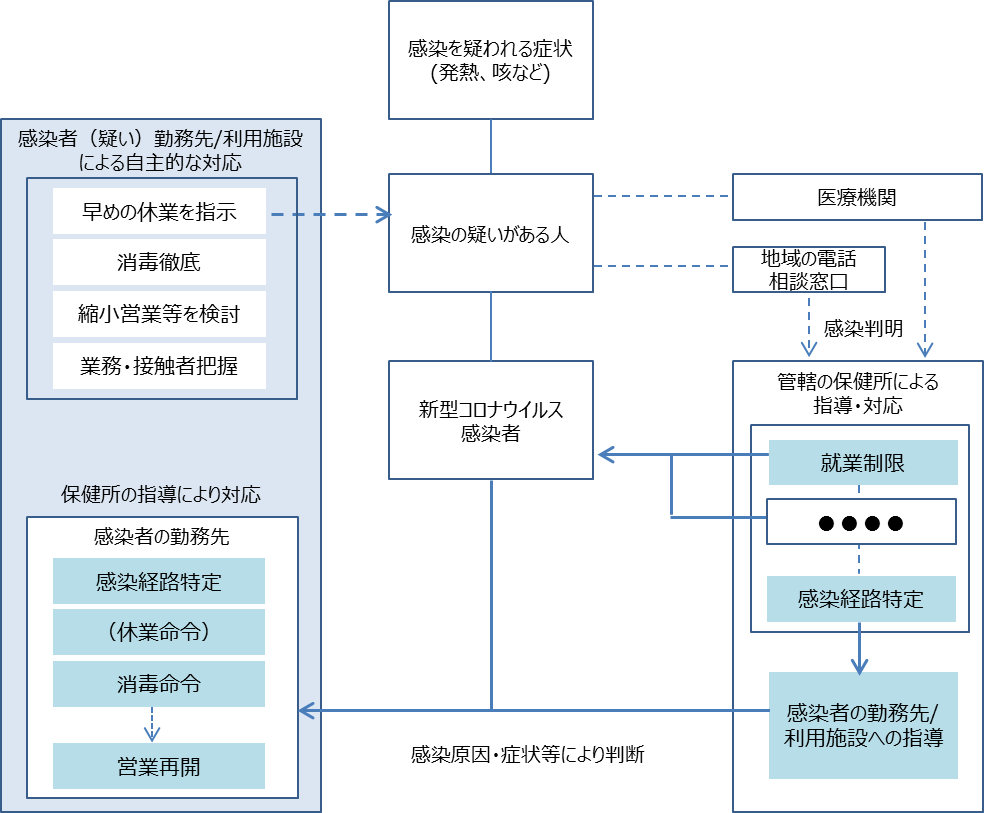 感染を疑われる症状
(発熱、咳など)
感染者（疑い）勤務先/利用施設
による自主的な対応
早めの休業を指示
消毒徹底
縮小営業等を検討
業務・接触者把握
感染の疑いがある人
医療機関
地域の電話
相談窓口
感染判明
新型コロナウイルス
感染者
管轄の保健所による
指導・対応
就業制限
●●●●
感染経路特定
感染者の勤務先/
利用施設への指導
保健所の指導により対応
感染者の勤務先
感染経路特定
（休業命令）
消毒命令
営業再開
感染原因・症状等により判断